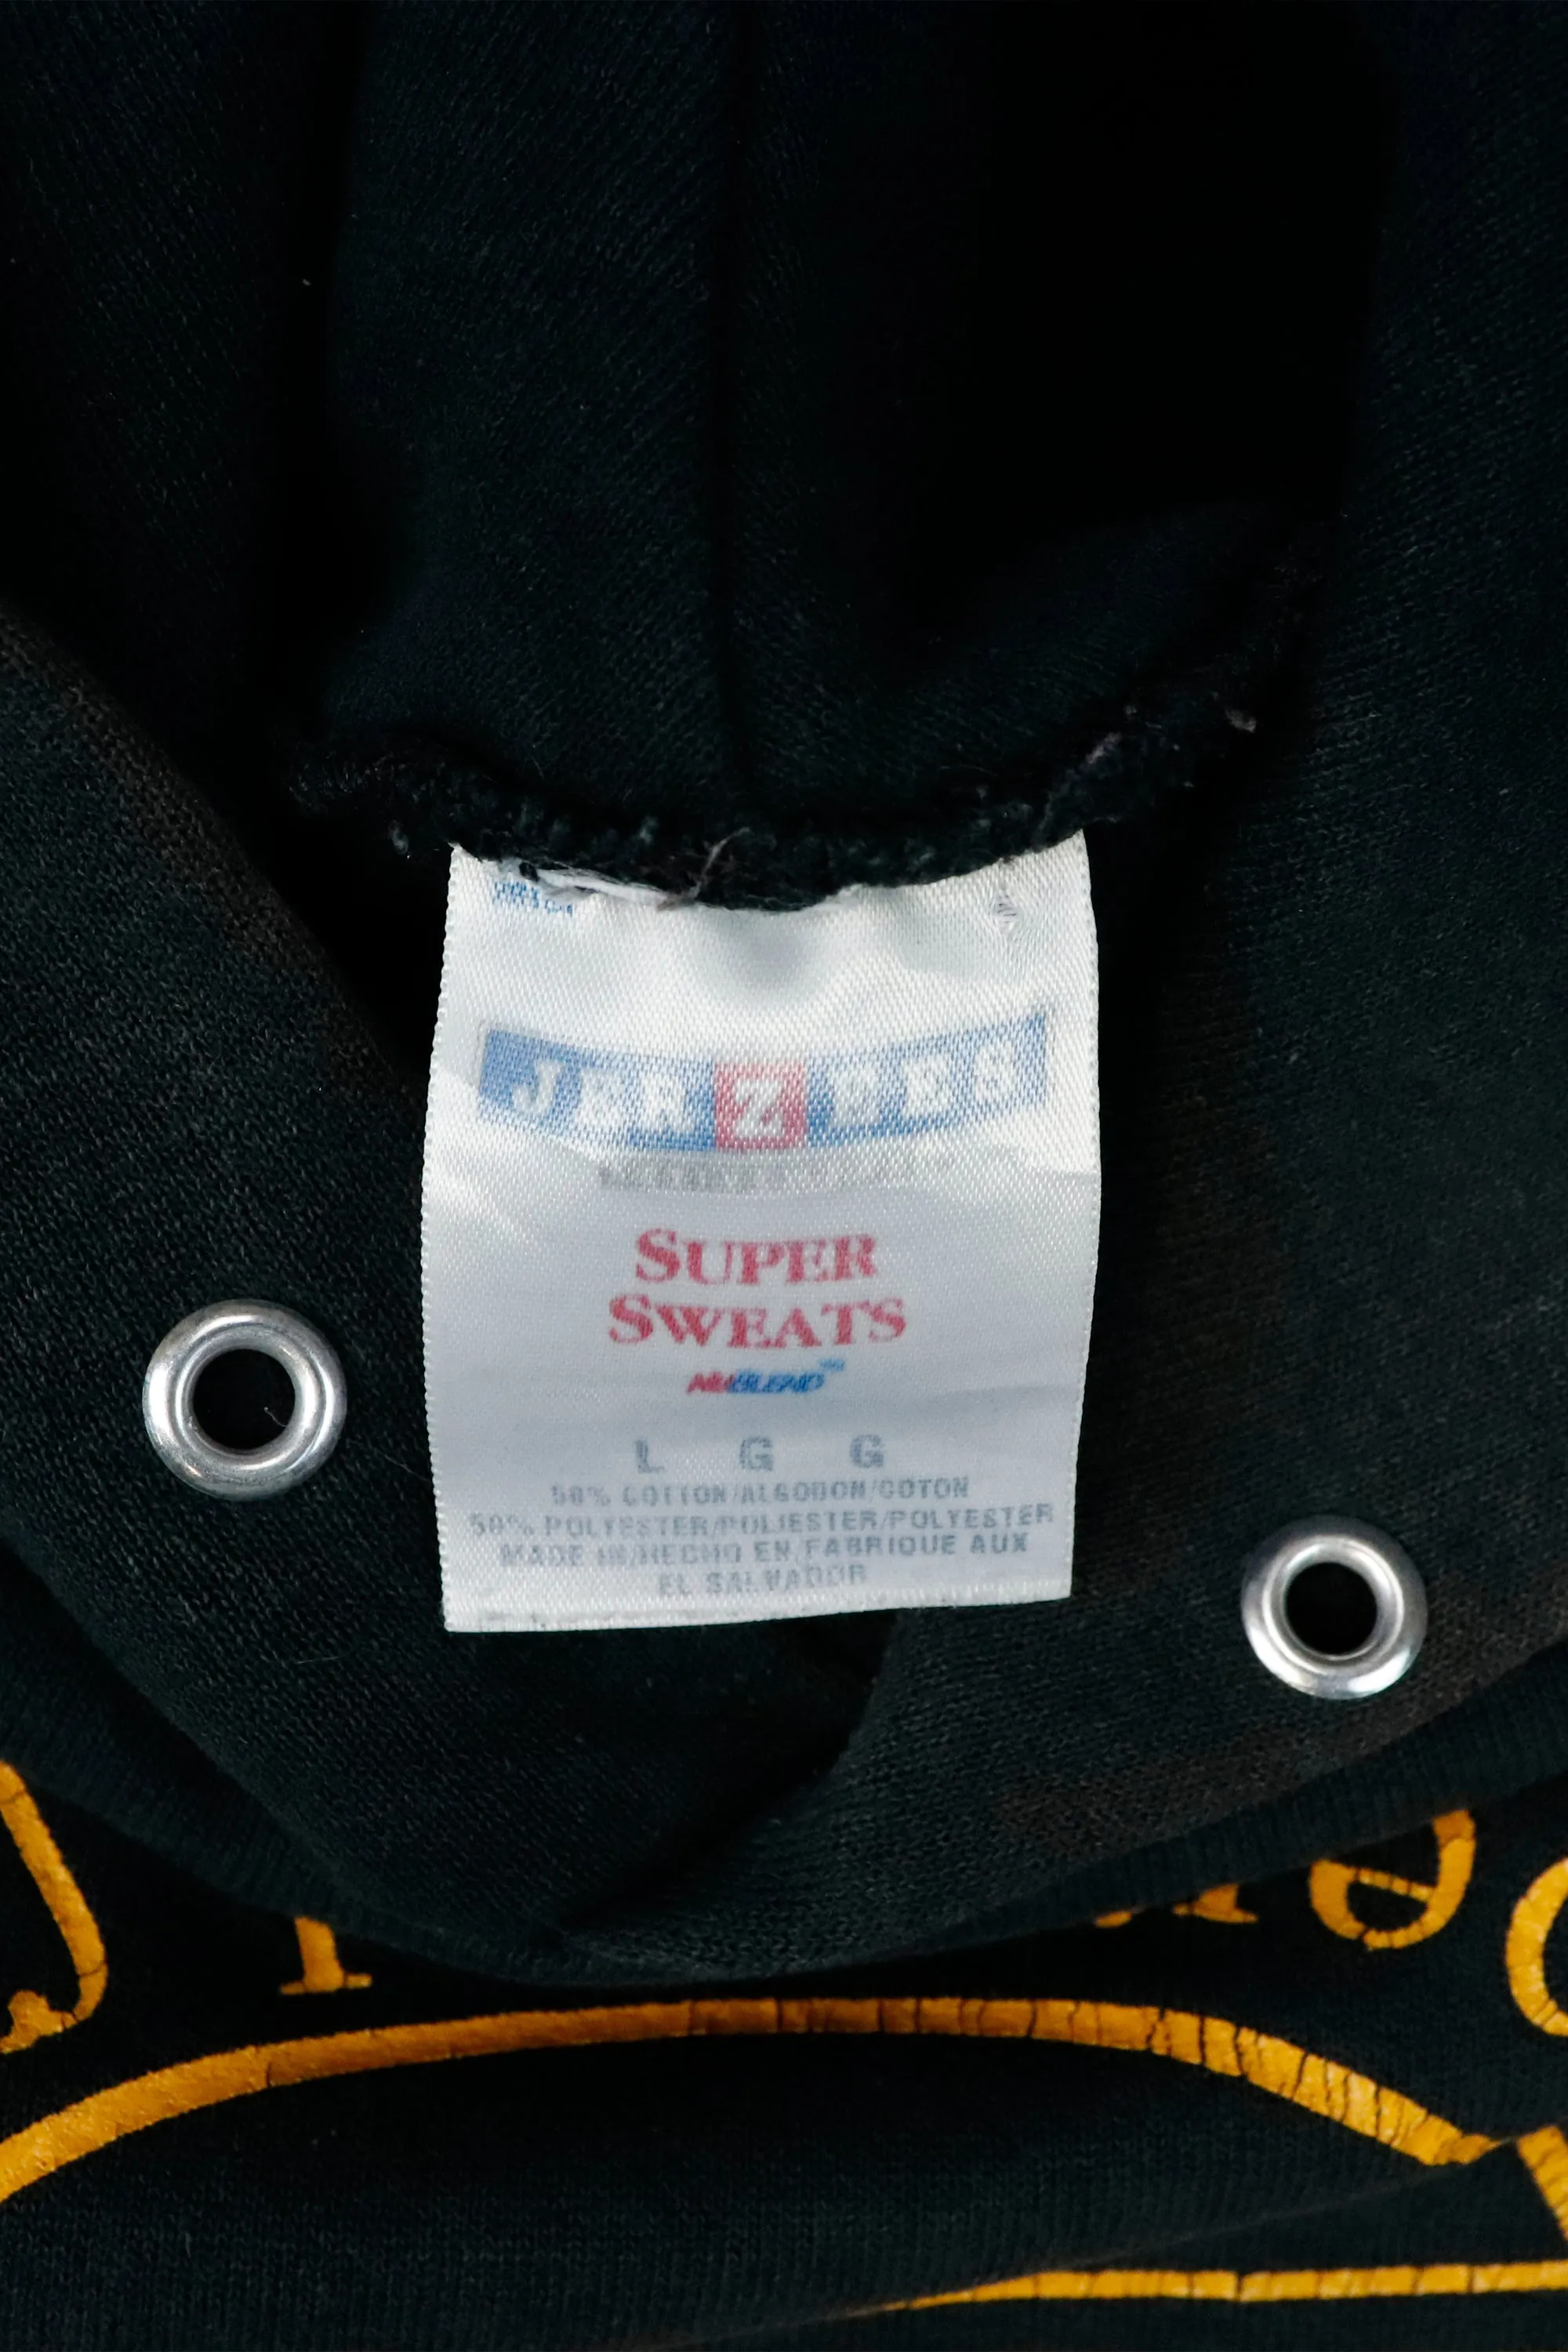 JERZEES
SUPER
SWEATS
NuBLEND™
L G G
50% COTTON/ALGODON/COTON
50% POLYESTER/POLIESTER/POLYESTER
MADE IN/HECHO EN/FABRIQUE AUX
EL SALVADOR